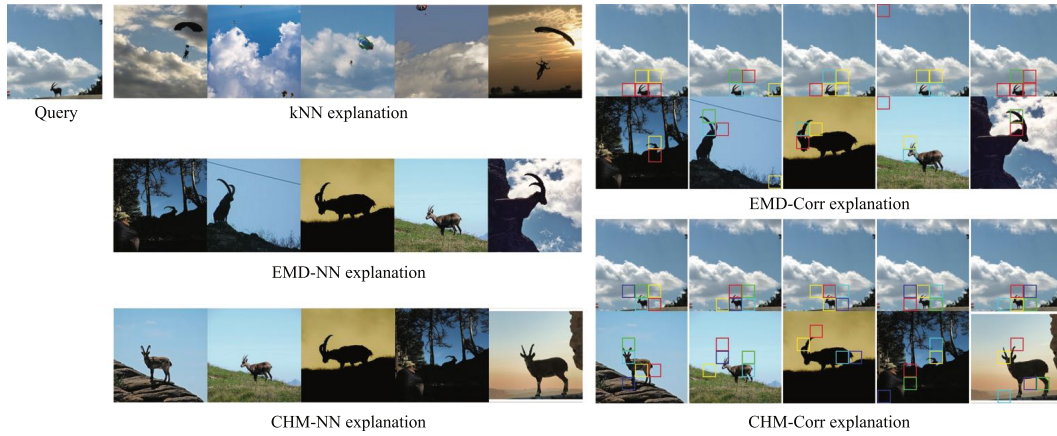 Query
kNN explanation
EMD-NN explanation
CHM-NN explanation
EMD-Corr explanation
CHM-Corr explanation